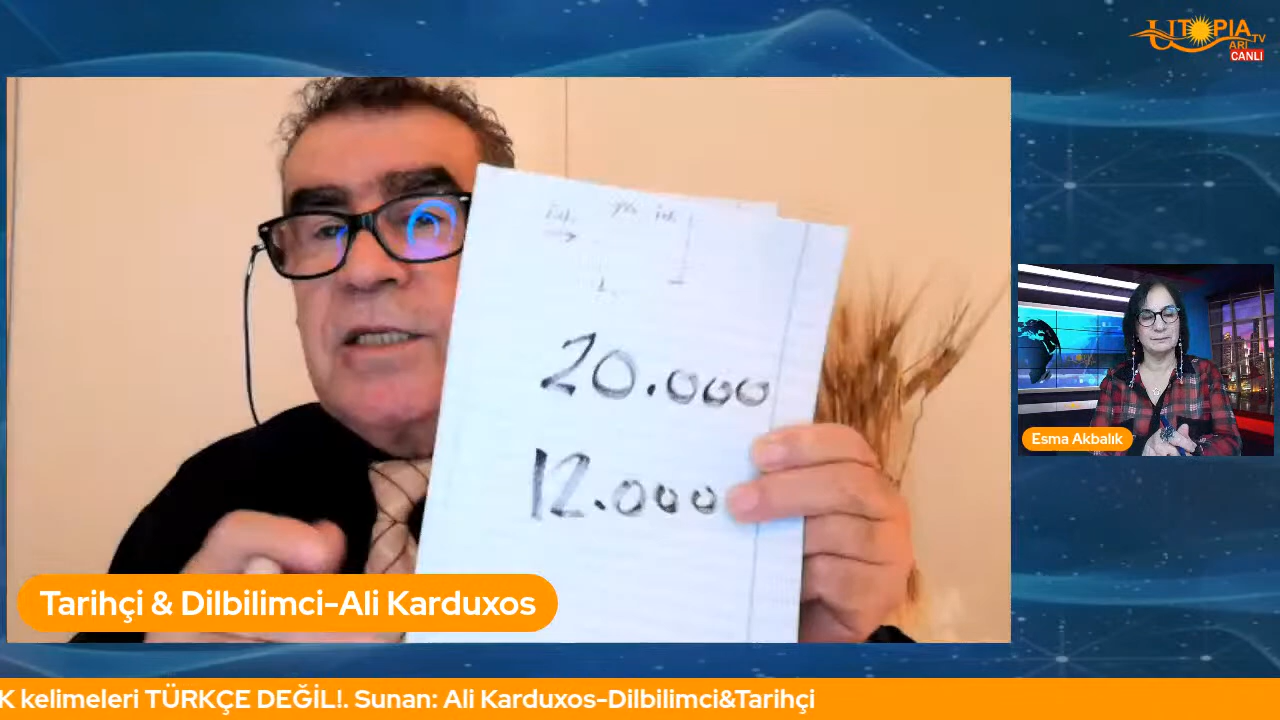 UTOPIA
TV
ARI
CANLI
20.000
12.000
Esma Akbalık
Tarihçi & Dilbilimci-Ali Karduxos
K kelimeleri TÜRKÇE DEĞİL!. Sunan: Ali Karduxos-Dilbilimci&Tarihçi